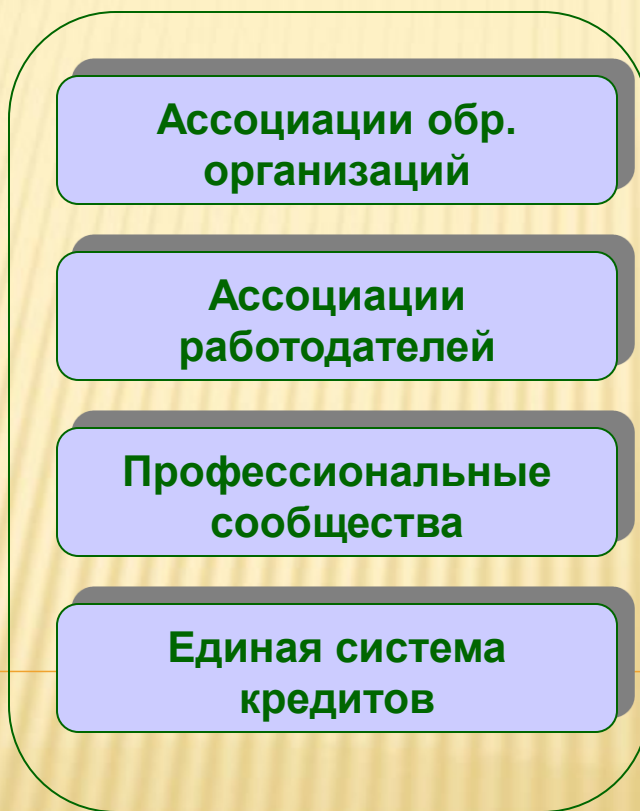 Ассоциации обр.
организаций
Ассоциации
работодателей
Профессиональные
сообщества
Единая система
кредитов